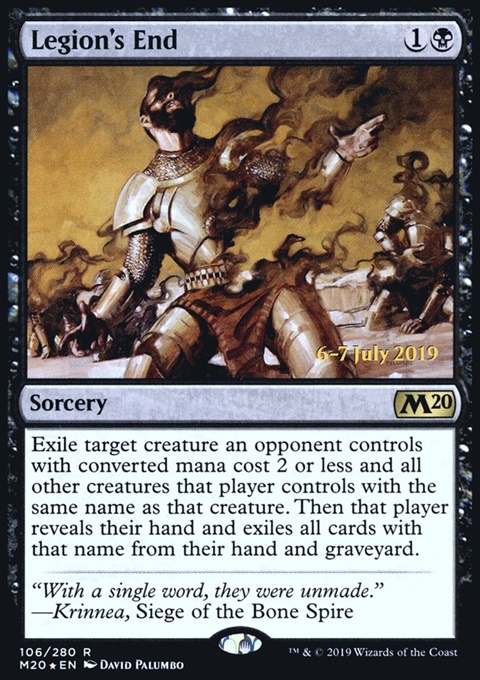 Legion's End 1
6–7 July 2019
Sorcery M20
Exile target creature an opponent controls
with converted mana cost 2 or less and all
other creatures that player controls with the
same name as that creature. Then that player
reveals their hand and exiles all cards with
that name from their hand and graveyard.
“With a single word, they were unmade.”
—Krinnea, Siege of the Bone Spire
106/280 R ™ & © 2019 Wizards of the Coast
M20★EN David Palumbo